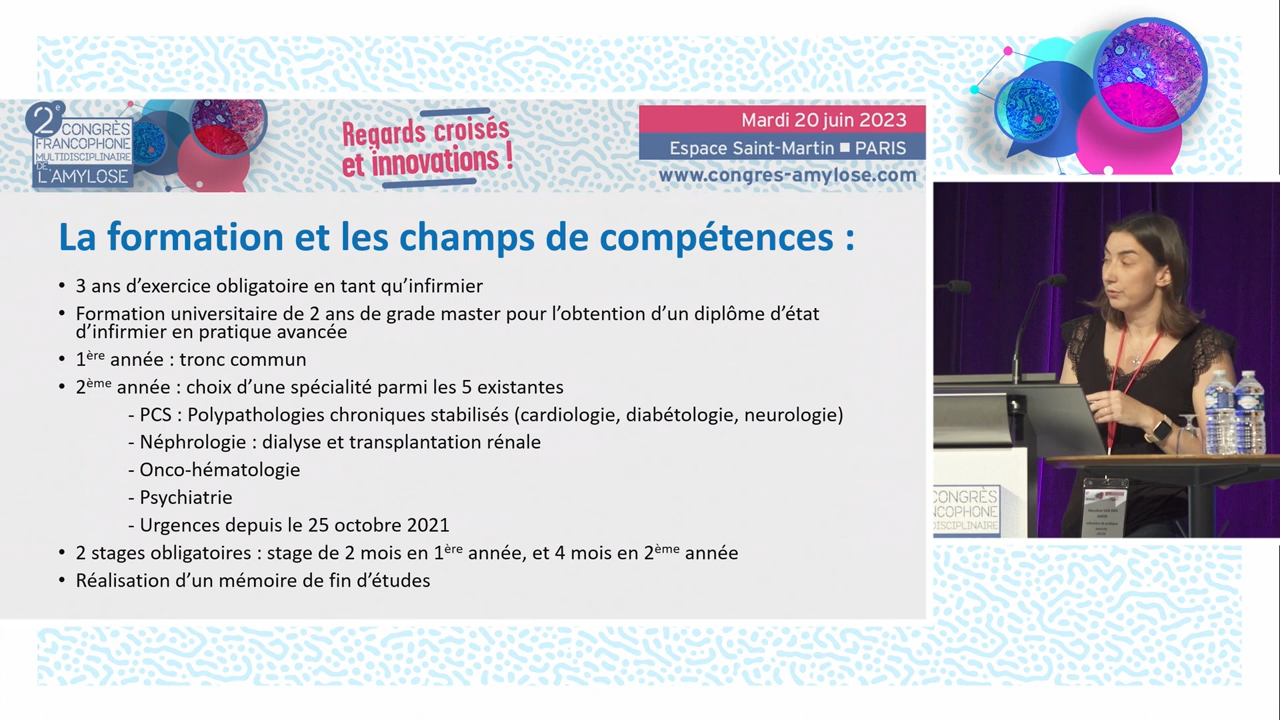 2e CONGRÈS
FRANCOPHONE
MULTIDISCIPLINAIRE
DE
L'AMYLOSE
Regards croisés
et innovations !
Mardi 20 juin 2023
Espace Saint-Martin ■ PARIS
www.congres-amylose.com
La formation et les champs de compétences :
• 3 ans d’exercice obligatoire en tant qu’infirmier
• Formation universitaire de 2 ans de grade master pour l’obtention d’un diplôme d’état
d’infirmier en pratique avancée
• 1ère année : tronc commun
• 2ème année : choix d’une spécialité parmi les 5 existantes
- PCS : Polypathologies chroniques stabilisés (cardiologie, diabétologie, neurologie)
- Néphrologie : dialyse et transplantation rénale
- Onco-hématologie
- Psychiatrie
- Urgences depuis le 25 octobre 2021
• 2 stages obligatoires : stage de 2 mois en 1ère année, et 4 mois en 2ème année
• Réalisation d’un mémoire de fin d’études
CONGRÈS
NCOPHONE
DISCIPLINAIRE